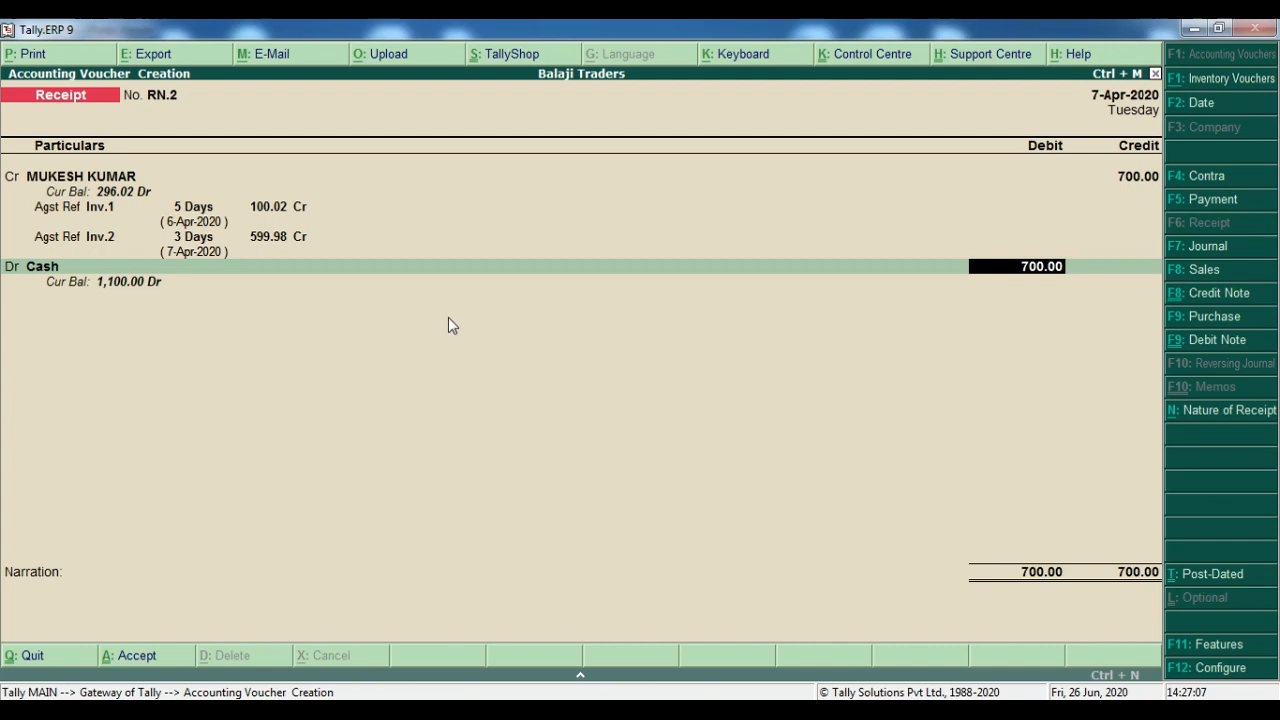 Tally.ERP 9
P: Print E: Export M: E-Mail O: Upload S: TallyShop G: Language K: Keyboard K: Control Centre H: Support Centre H: Help
Accounting Voucher Creation Balaji Traders Ctrl + M
Receipt No. RN.2 7-Apr-2020
Tuesday
Particulars Debit Credit
Cr MUKESH KUMAR 700.00
Cur Bal: 296.02 Dr
Agst Ref Inv.1 5 Days 100.02 Cr
( 6-Apr-2020 )
Agst Ref Inv.2 3 Days 599.98 Cr
( 7-Apr-2020 )
Dr Cash 700.00
Cur Bal: 1,100.00 Dr
Narration: 700.00 700.00
F1: Accounting Vouchers
F1: Inventory Vouchers
F2: Date
F3: Company
F4: Contra
F5: Payment
F6: Receipt
F7: Journal
F8: Sales
F8: Credit Note
F9: Purchase
F9: Debit Note
F10: Reversing Journal
F10: Memos
N: Nature of Receipt
T: Post-Dated
L: Optional
F11: Features
F12: Configure
Q: Quit A: Accept D: Delete X: Cancel
Ctrl + N
Tally MAIN --> Gateway of Tally --> Accounting Voucher Creation © Tally Solutions Pvt Ltd., 1988-2020 Fri, 26 Jun, 2020 14:27:07